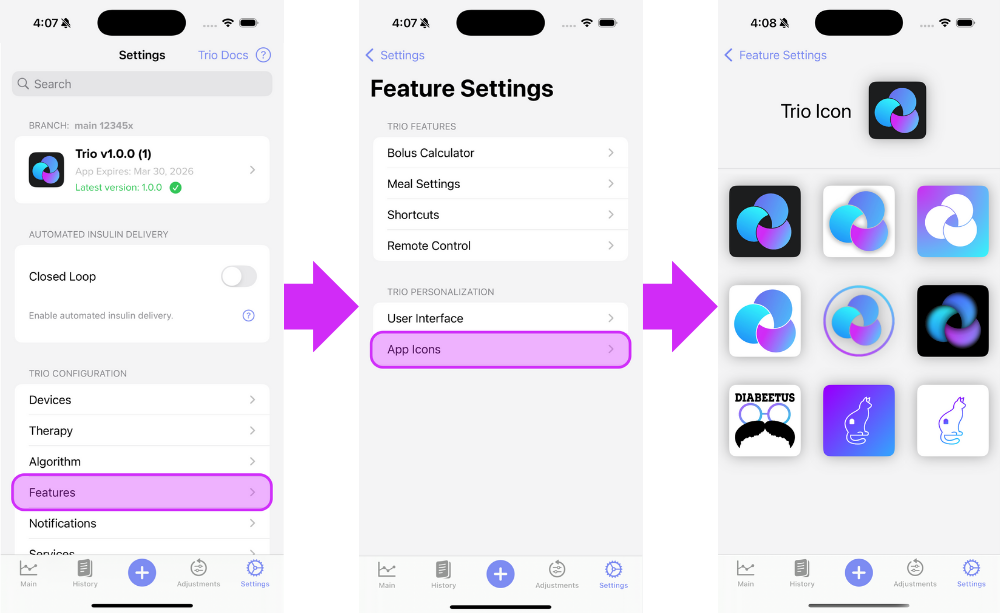 4:07
Settings
Trio Docs ?
Search
BRANCH: main 12345x
Trio v1.0.0 (1)
App Expires: Mar 30, 2026
Latest version: 1.0.0
AUTOMATED INSULIN DELIVERY
Closed Loop
Enable automated insulin delivery. ?
TRIO CONFIGURATION
Devices
Therapy
Algorithm
Features
Notifications
Services
Main
History
Adjustments
Settings
4:07
Settings
Feature Settings
TRIO FEATURES
Bolus Calculator
Meal Settings
Shortcuts
Remote Control
TRIO PERSONALIZATION
User Interface
App Icons
Main
History
Adjustments
Settings
4:08
Feature Settings
Trio Icon
DIABEETUS
Main
History
Adjustments
Settings